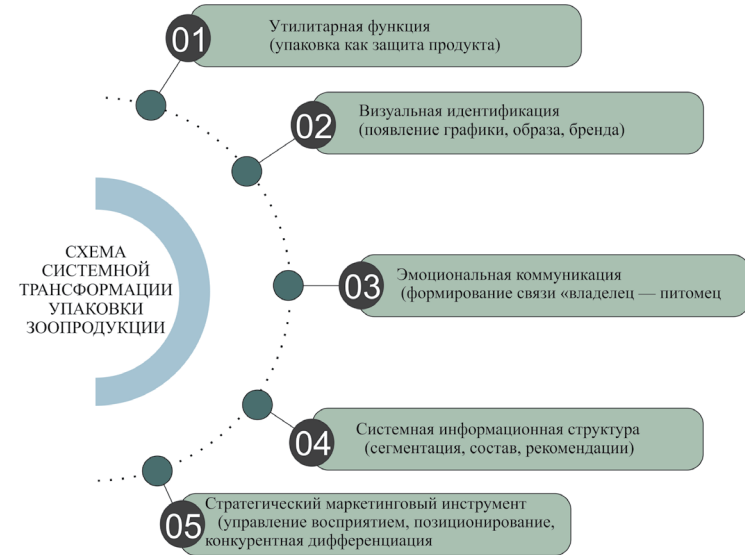 01
Утилитарная функция
(упаковка как защита продукта)
02
Визуальная идентификация
(появление графики, образа, бренда)
СХЕМА
СИСТЕМНОЙ
ТРАНСФОРМАЦИИ
УПАКОВКИ
ЗООПРОДУКЦИИ
03
Эмоциональная коммуникация
(формирование связи «владелец — питомец
04
Системная информационная структура
(сегментация, состав, рекомендации)
05
Стратегический маркетинговый инструмент
(управление восприятием, позиционирование,
конкурентная дифференциация